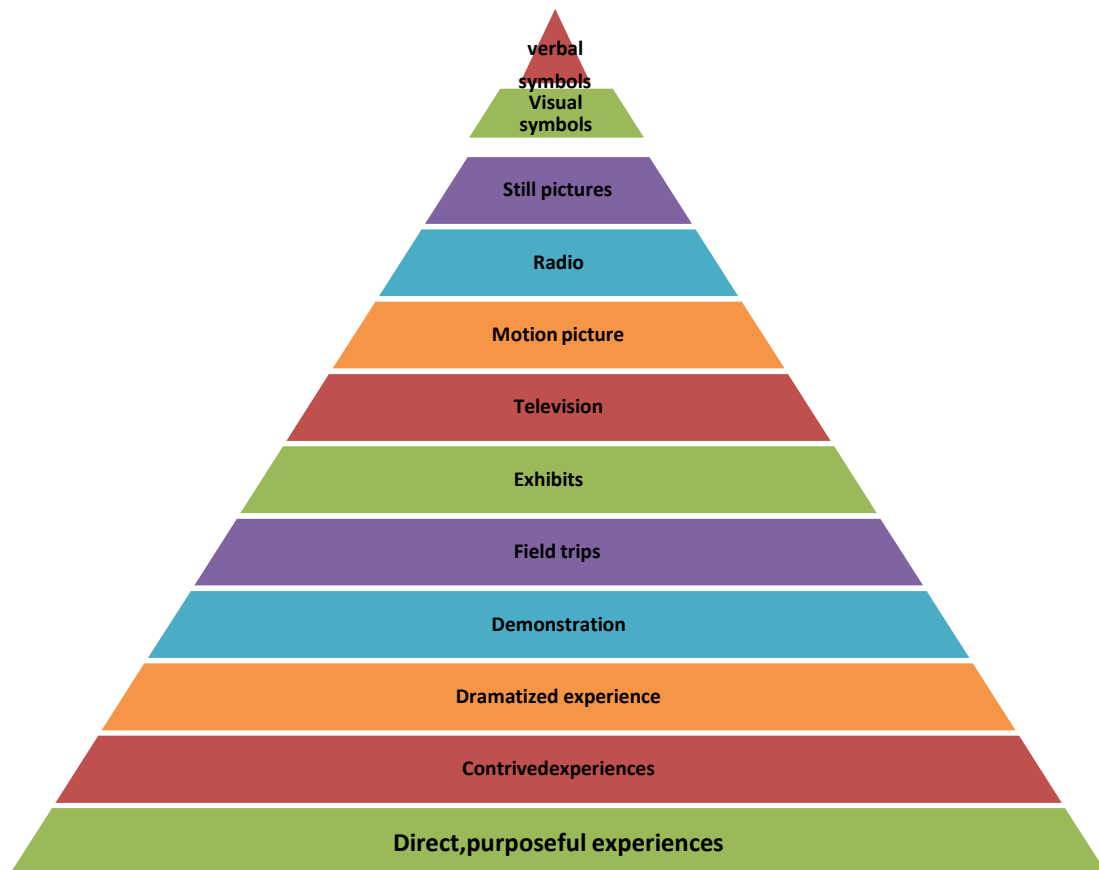 verbal
symbols
Visual
symbols
Still pictures
Radio
Motion picture
Television
Exhibits
Field trips
Demonstration
Dramatized experience
Contrivedexperiences
Direct,purposeful experiences